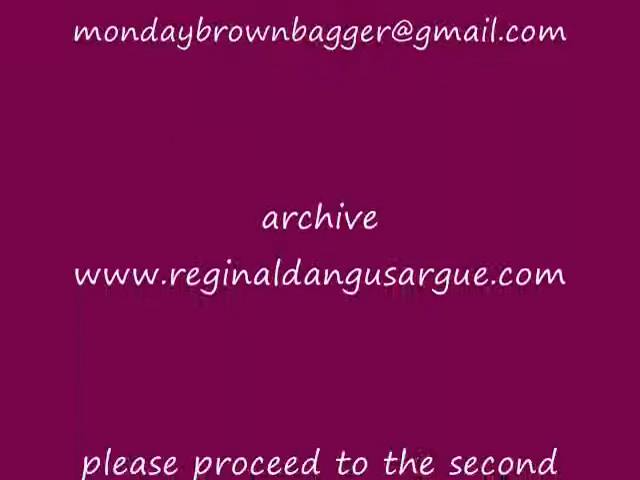 mondaybrownbagger@gmail.com
archive
www.reginaldangusargue.com
please proceed to the second